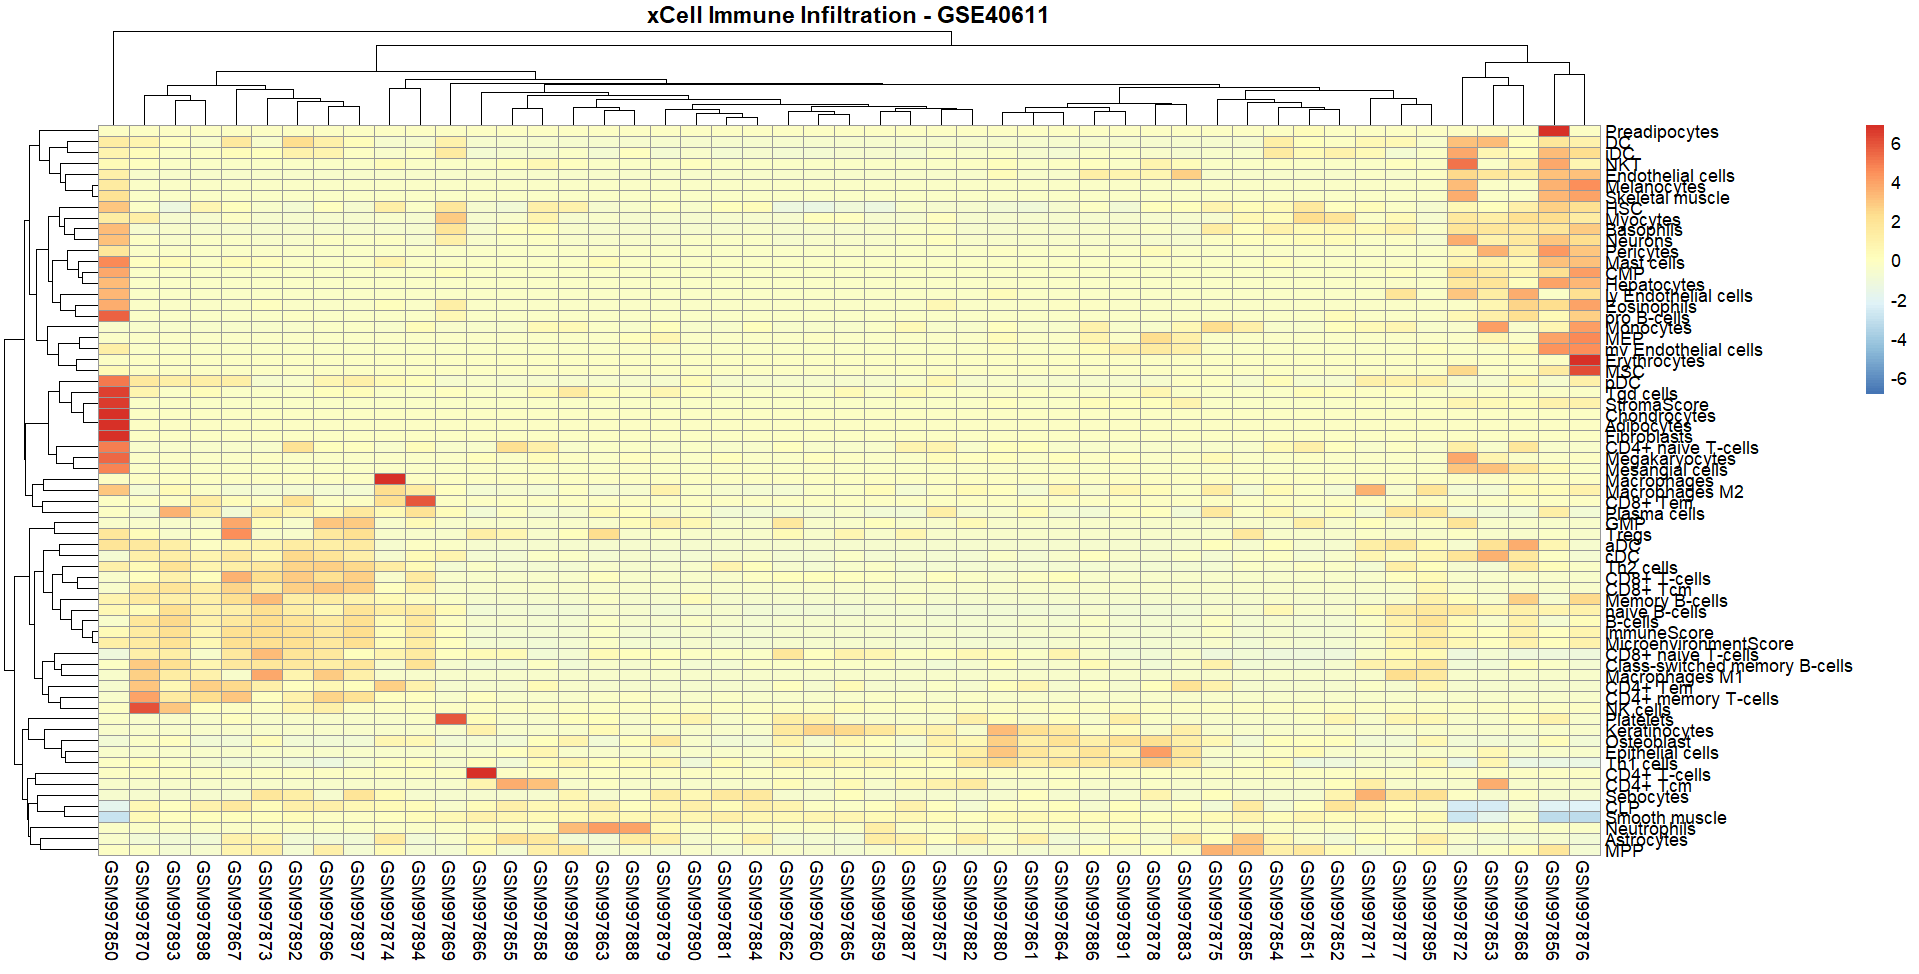 xCell Immune Infiltration - GSE40611
Preadipocytes
DC
iDC
NKT
Endothelial cells
Melanocytes
Skeletal muscle
HSC
Myocytes
Basophils
Neurons
Pericytes
Mast cells
CMP
Hepatocytes
ly Endothelial cells
Eosinophils
pro B-cells
Monocytes
MEP
mv Endothelial cells
Erythrocytes
MSC
pDC
Tgd cells
StromaScore
Chondrocytes
Adipocytes
Fibroblasts
CD4+ naive T-cells
Megakaryocytes
Mesangial cells
Macrophages
Macrophages M2
CD8+ Tem
Plasma cells
GMP
Tregs
aDC
cDC
Th2 cells
CD8+ T-cells
CD8+ Tcm
Memory B-cells
naive B-cells
B-cells
ImmuneScore
MicroenvironmentScore
CD8+ naive T-cells
Class-switched memory B-cells
Macrophages M1
CD4+ Tem
CD4+ memory T-cells
NK cells
Platelets
Keratinocytes
Osteoblast
Epithelial cells
Th1 cells
CD4+ T-cells
CD4+ Tcm
Sebocytes
CLP
Smooth muscle
Neutrophils
Astrocytes
MPP
6
4
2
0
-2
-4
-6
GSM997850
GSM997870
GSM997893
GSM997898
GSM997867
GSM997873
GSM997892
GSM997896
GSM997897
GSM997874
GSM997894
GSM997869
GSM997866
GSM997855
GSM997858
GSM997889
GSM997863
GSM997888
GSM997879
GSM997890
GSM997881
GSM997884
GSM997862
GSM997860
GSM997865
GSM997859
GSM997887
GSM997857
GSM997882
GSM997880
GSM997861
GSM997864
GSM997886
GSM997891
GSM997878
GSM997883
GSM997875
GSM997885
GSM997854
GSM997851
GSM997852
GSM997871
GSM997877
GSM997895
GSM997872
GSM997853
GSM997868
GSM997856
GSM997876